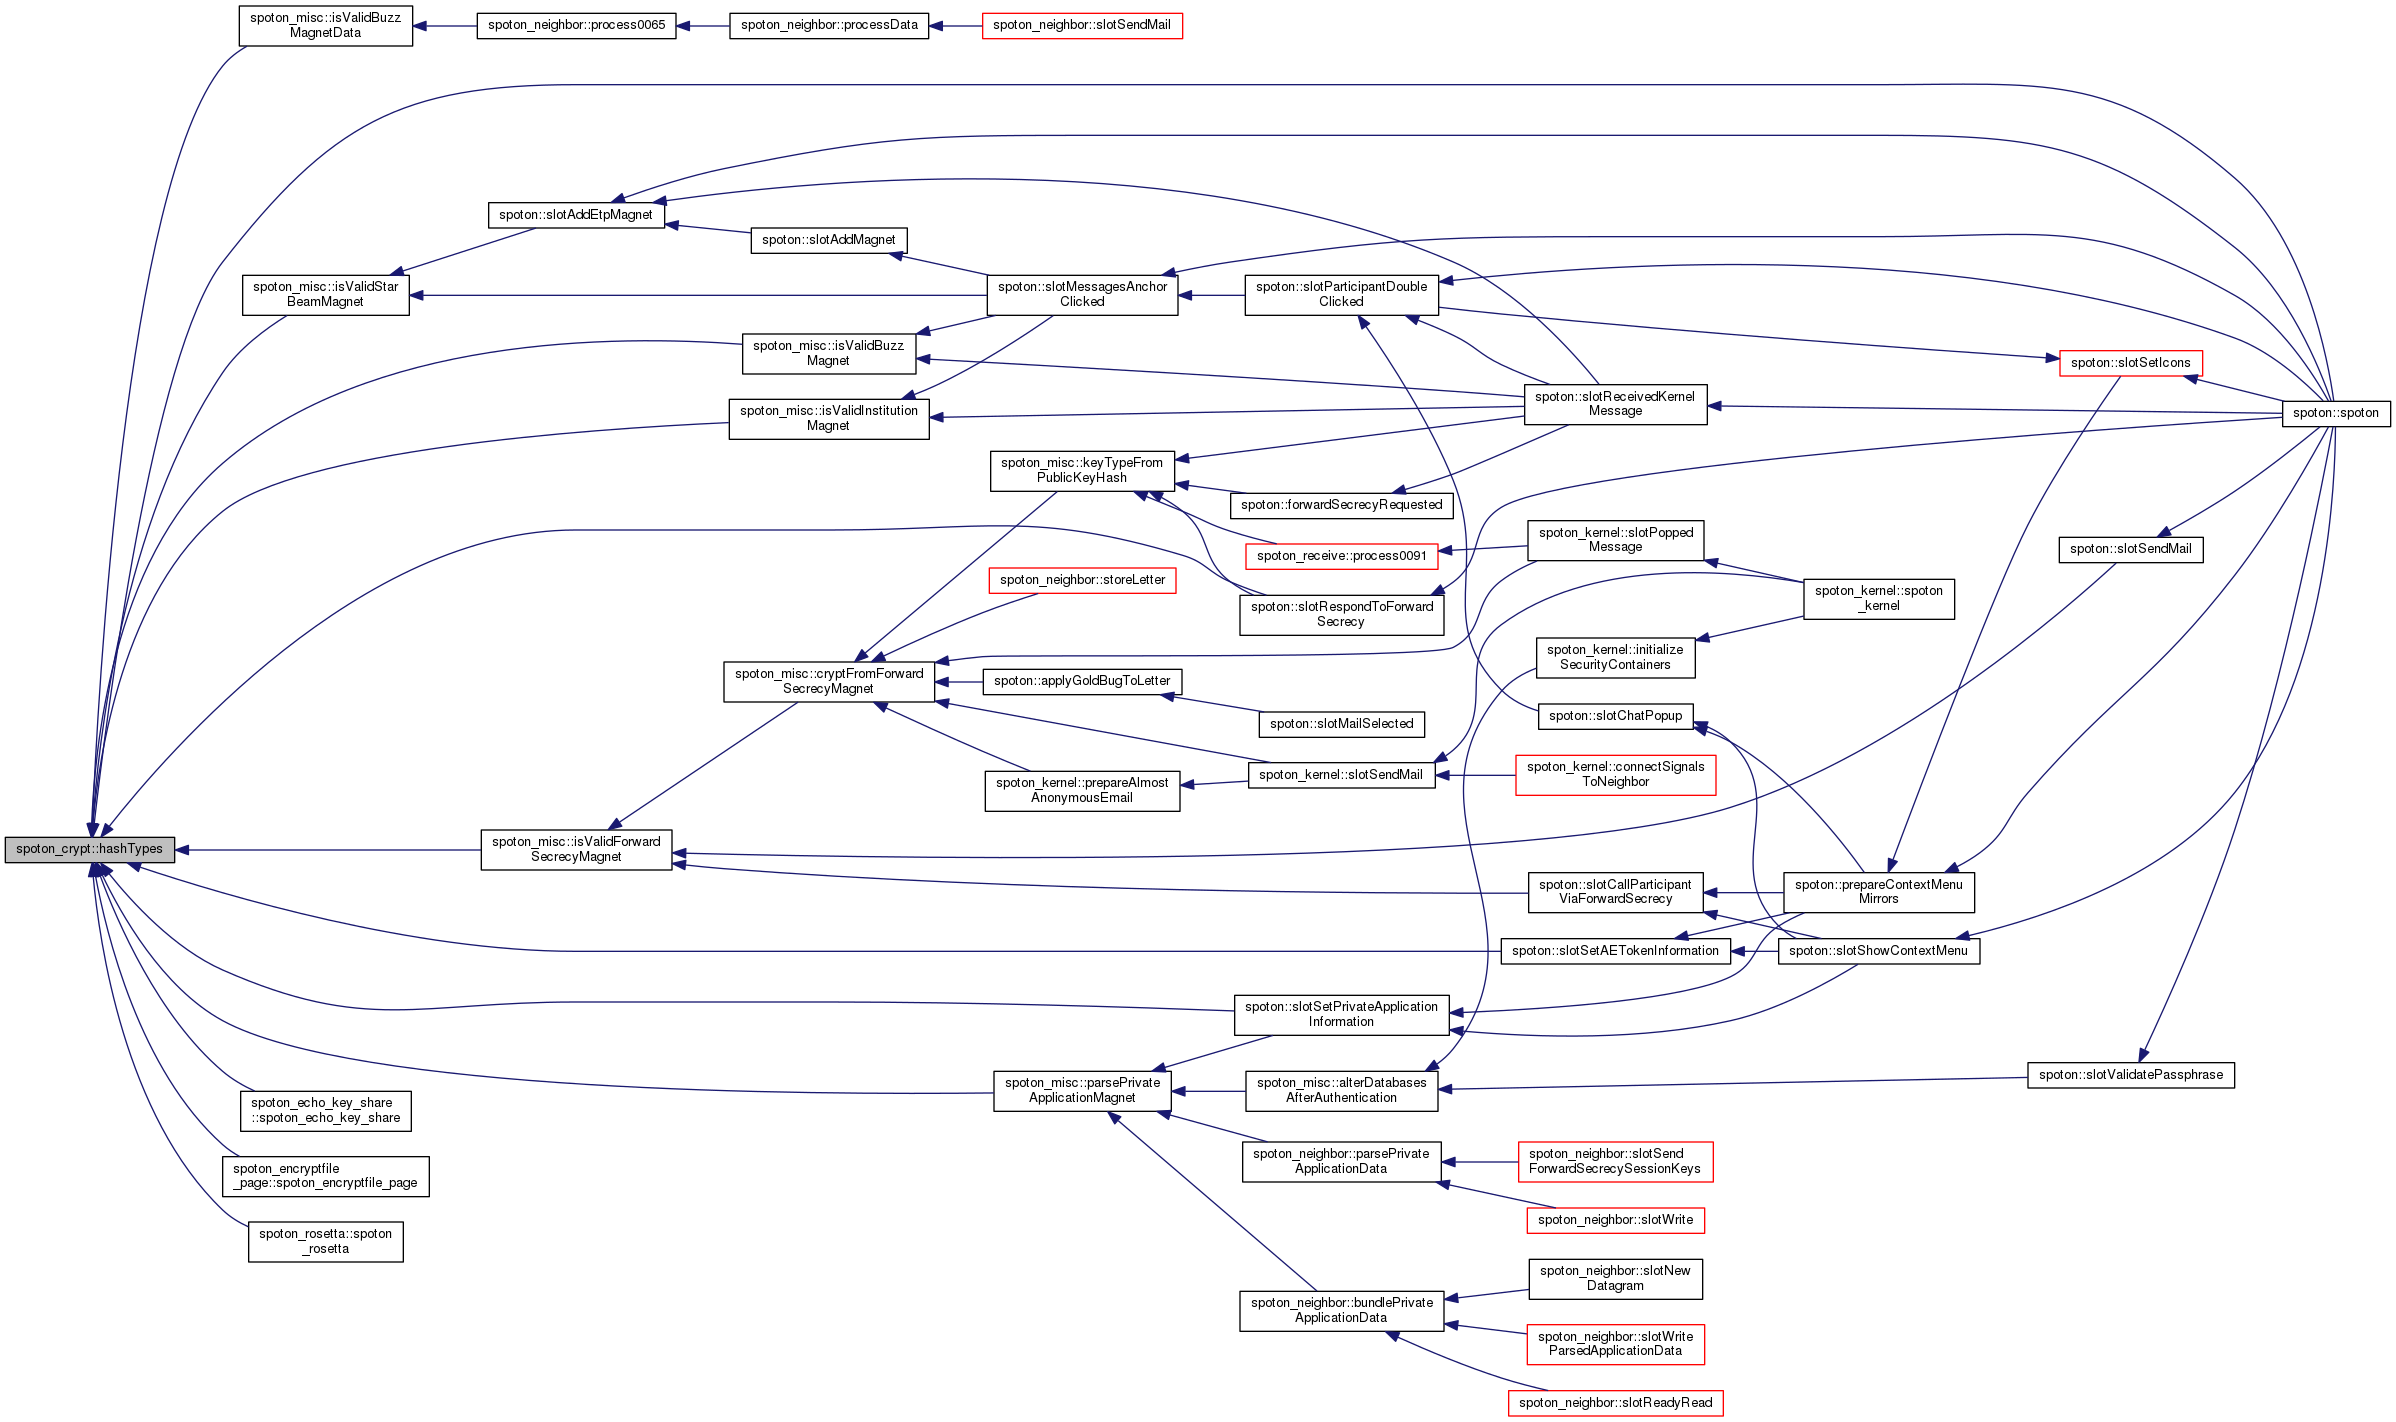 spoton_misc::isValidBuzz
MagnetData
spoton_neighbor::process0065
spoton_neighbor::processData
spoton_neighbor::slotSendMail
spoton::slotAddEtpMagnet
spoton::slotAddMagnet
spoton_misc::isValidStar
BeamMagnet
spoton::slotMessagesAnchor
Clicked
spoton::slotParticipantDouble
Clicked
spoton_misc::isValidBuzz
Magnet
spoton::slotSetIcons
spoton_misc::isValidInstitution
Magnet
spoton::slotReceivedKernel
Message
spoton::spoton
spoton_misc::keyTypeFrom
PublicKeyHash
spoton::forwardSecrecyRequested
spoton_receive::process0091
spoton_kernel::slotPopped
Message
spoton::slotSendMail
spoton_neighbor::storeLetter
spoton::slotRespondToForward
Secrecy
spoton_kernel::spoton
_kernel
spoton_kernel::initialize
SecurityContainers
spoton_misc::cryptFromForward
SecrecyMagnet
spoton::applyGoldBugToLetter
spoton::slotMailSelected
spoton::slotChatPopup
spoton_kernel::prepareAlmost
AnonymousEmail
spoton_kernel::slotSendMail
spoton_kernel::connectSignals
ToNeighbor
spoton_crypt::hashTypes
spoton_misc::isValidForward
SecrecyMagnet
spoton::slotCallParticipant
ViaForwardSecrecy
spoton::prepareContextMenu
Mirrors
spoton::slotSetAETokenInformation
spoton::slotShowContextMenu
spoton::slotSetPrivateApplication
Information
spoton_misc::parsePrivate
ApplicationMagnet
spoton_misc::alterDatabases
AfterAuthentication
spoton::slotValidatePassphrase
spoton_echo_key_share
::spoton_echo_key_share
spoton_neighbor::parsePrivate
ApplicationData
spoton_neighbor::slotSend
ForwardSecrecySessionKeys
spoton_encryptfile
_page::spoton_encryptfile_page
spoton_neighbor::slotWrite
spoton_rosetta::spoton
_rosetta
spoton_neighbor::slotNew
Datagram
spoton_neighbor::bundlePrivate
ApplicationData
spoton_neighbor::slotWrite
ParsedApplicationData
spoton_neighbor::slotReadyRead